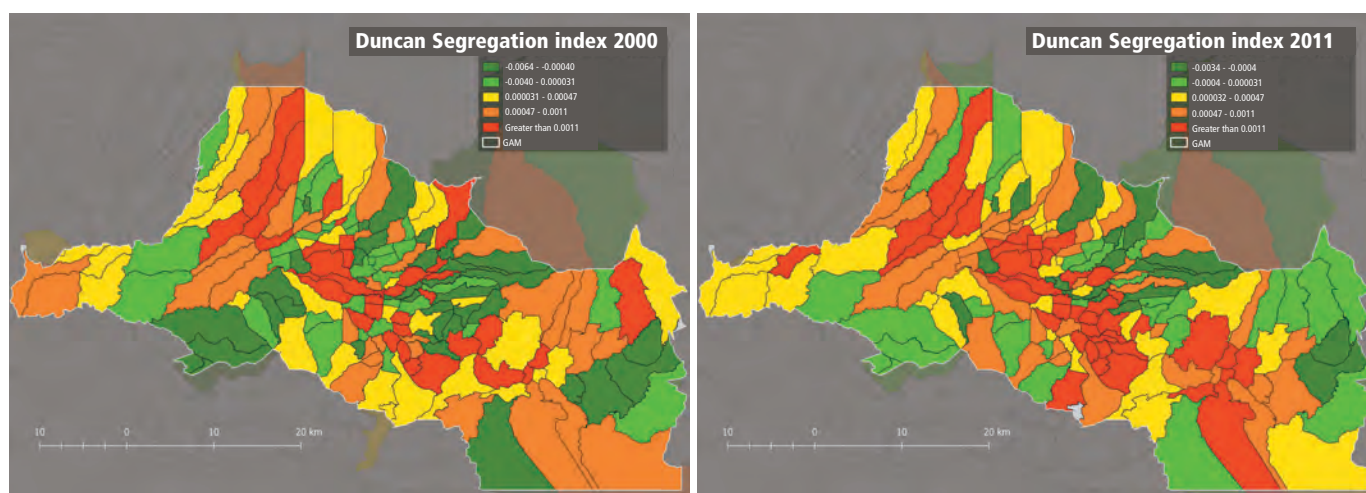 Duncan Segregation index 2000
-0.0064 - -0.00040
-0.0040 - 0.000031
0.000031 - 0.00047
0.00047 - 0.0011
Greater than 0.0011
GAM
10 0 10 20 km
Duncan Segregation index 2011
-0.0034 - -0.0004
-0.0004 - 0.000031
0.000032 - 0.00047
0.00047 - 0.0011
Greater than 0.0011
GAM
10 0 10 20 km